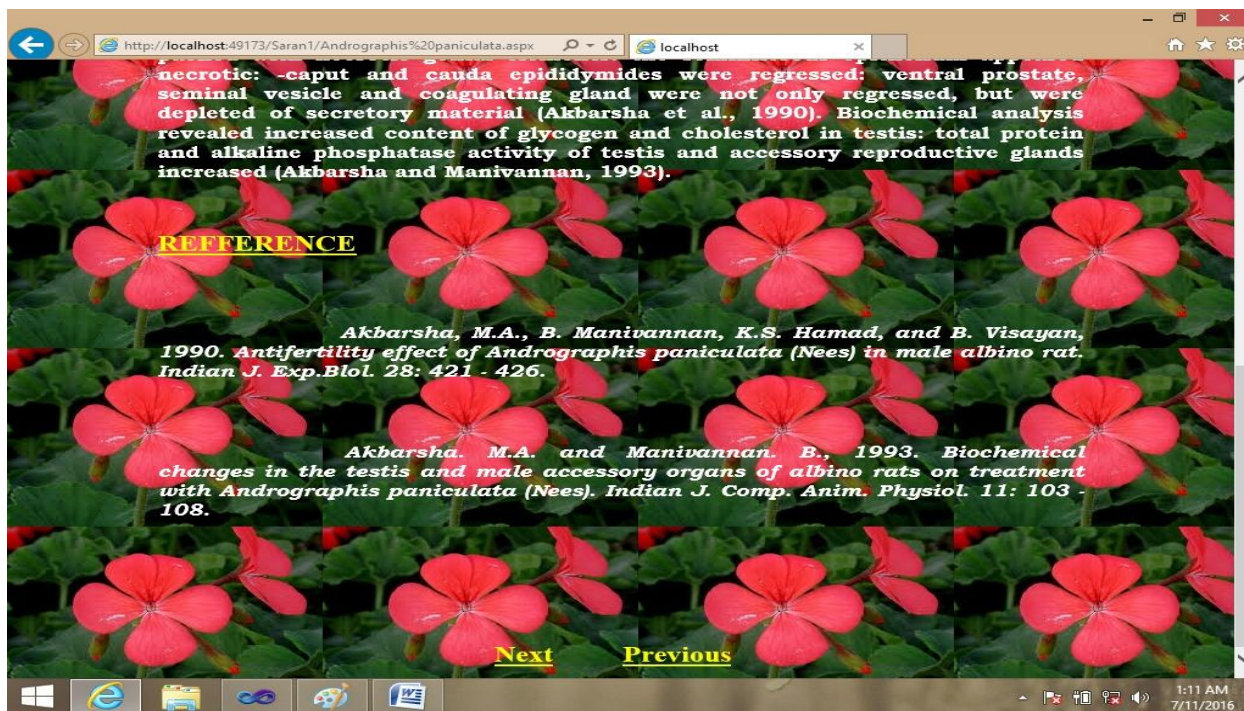 http://localhost:49173/Saran1/Andrographis%20paniculata.aspx
localhost
necrotic: -caput and cauda epididymides were regressed: ventral prostate,
seminal vesicle and coagulating gland were not only regressed, but were
depleted of secretory material (Akbarsha et al., 1990). Biochemical analysis
revealed increased content of glycogen and cholesterol in testis: total protein
and alkaline phosphatase activity of testis and accessory reproductive glands
increased (Akbarsha and Manivannan, 1993).
REFFERENCE
Akbarsha, M.A., B. Manivannan, K.S. Hamad, and B. Visayan,
1990. Antifertility effect of Andrographis paniculata (Nees) in male albino rat.
Indian J. Exp.Blol. 28: 421 - 426.
Akbarsha. M.A. and Manivannan. B., 1993. Biochemical
changes in the testis and male accessory organs of albino rats on treatment
with Andrographis paniculata (Nees). Indian J. Comp. Anim. Physiol. 11: 103 -
108.
Next Previous
1:11 AM
7/11/2016